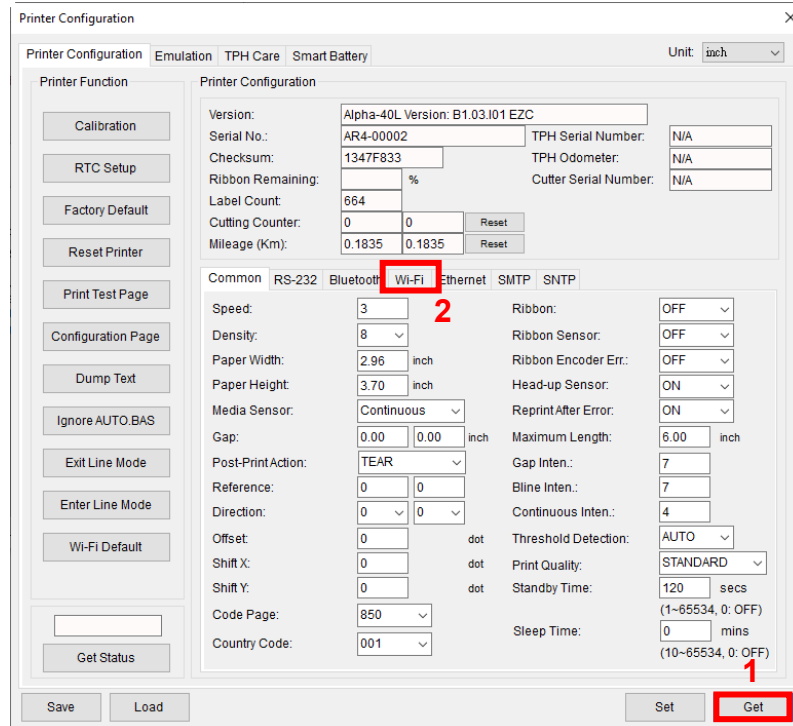 Printer Configuration
Printer Configuration Emulation TPH Care Smart Battery Unit: inch
Printer Function
Calibration
RTC Setup
Factory Default
Reset Printer
Print Test Page
Configuration Page
Dump Text
Ignore AUTO.BAS
Exit Line Mode
Enter Line Mode
Wi-Fi Default
Get Status
Printer Configuration
Version: Alpha-40L Version: B1.03.I01 EZC
Serial No.: AR4-00002 TPH Serial Number: N/A
Checksum: 1347F833 TPH Odometer: N/A
Ribbon Remaining: % Cutter Serial Number: N/A
Label Count: 664
Cutting Counter: 0 0 Reset
Mileage (Km): 0.1835 0.1835 Reset
Common RS-232 Bluetooth Wi-Fi Ethernet SMTP SNTP
2
Speed: 3 Ribbon: OFF
Density: 8 Ribbon Sensor: OFF
Paper Width: 2.96 inch Ribbon Encoder Err.: OFF
Paper Height: 3.70 inch Head-up Sensor: ON
Media Sensor: Continuous Reprint After Error: ON
Gap: 0.00 0.00 inch Maximum Length: 6.00 inch
Post-Print Action: TEAR Gap Inten.: 7
Reference: 0 0 Bline Inten.: 7
Direction: 0 0 Continuous Inten.: 4
Offset: 0 dot Threshold Detection: AUTO
Shift X: 0 dot Print Quality: STANDARD
Shift Y: 0 dot Standby Time: 120 secs
(1~65534, 0: OFF)
Code Page: 850 Sleep Time: 0 mins
Country Code: 001 (10~65534, 0: OFF)
1
Save Load Set Get